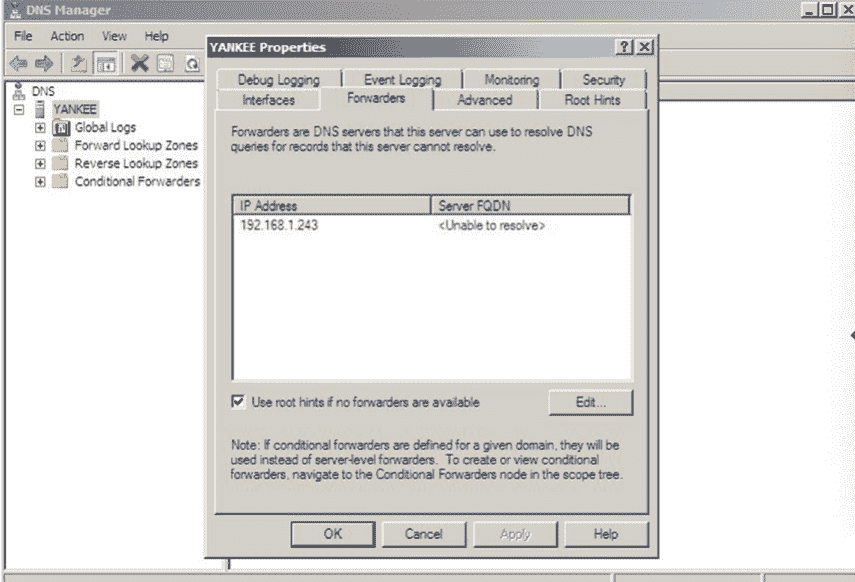 DNS Manager
File Action View Help
DNS
YANKEE
Global Logs
Forward Lookup Zones
Reverse Lookup Zones
Conditional Forwarders
YANKEE Properties
Debug Logging Event Logging Monitoring Security
Interfaces Forwarders Advanced Root Hints
Forwarders are DNS servers that this server can use to resolve DNS
queries for records that this server cannot resolve.
IP Address Server FQDN
192.168.1.243 <Unable to resolve>
Use root hints if no forwarders are available Edit...
Note: If conditional forwarders are defined for a given domain, they will be
used instead of server-level forwarders. To create or view conditional
forwarders, navigate to the Conditional Forwarders node in the scope tree.
OK Cancel Apply Help